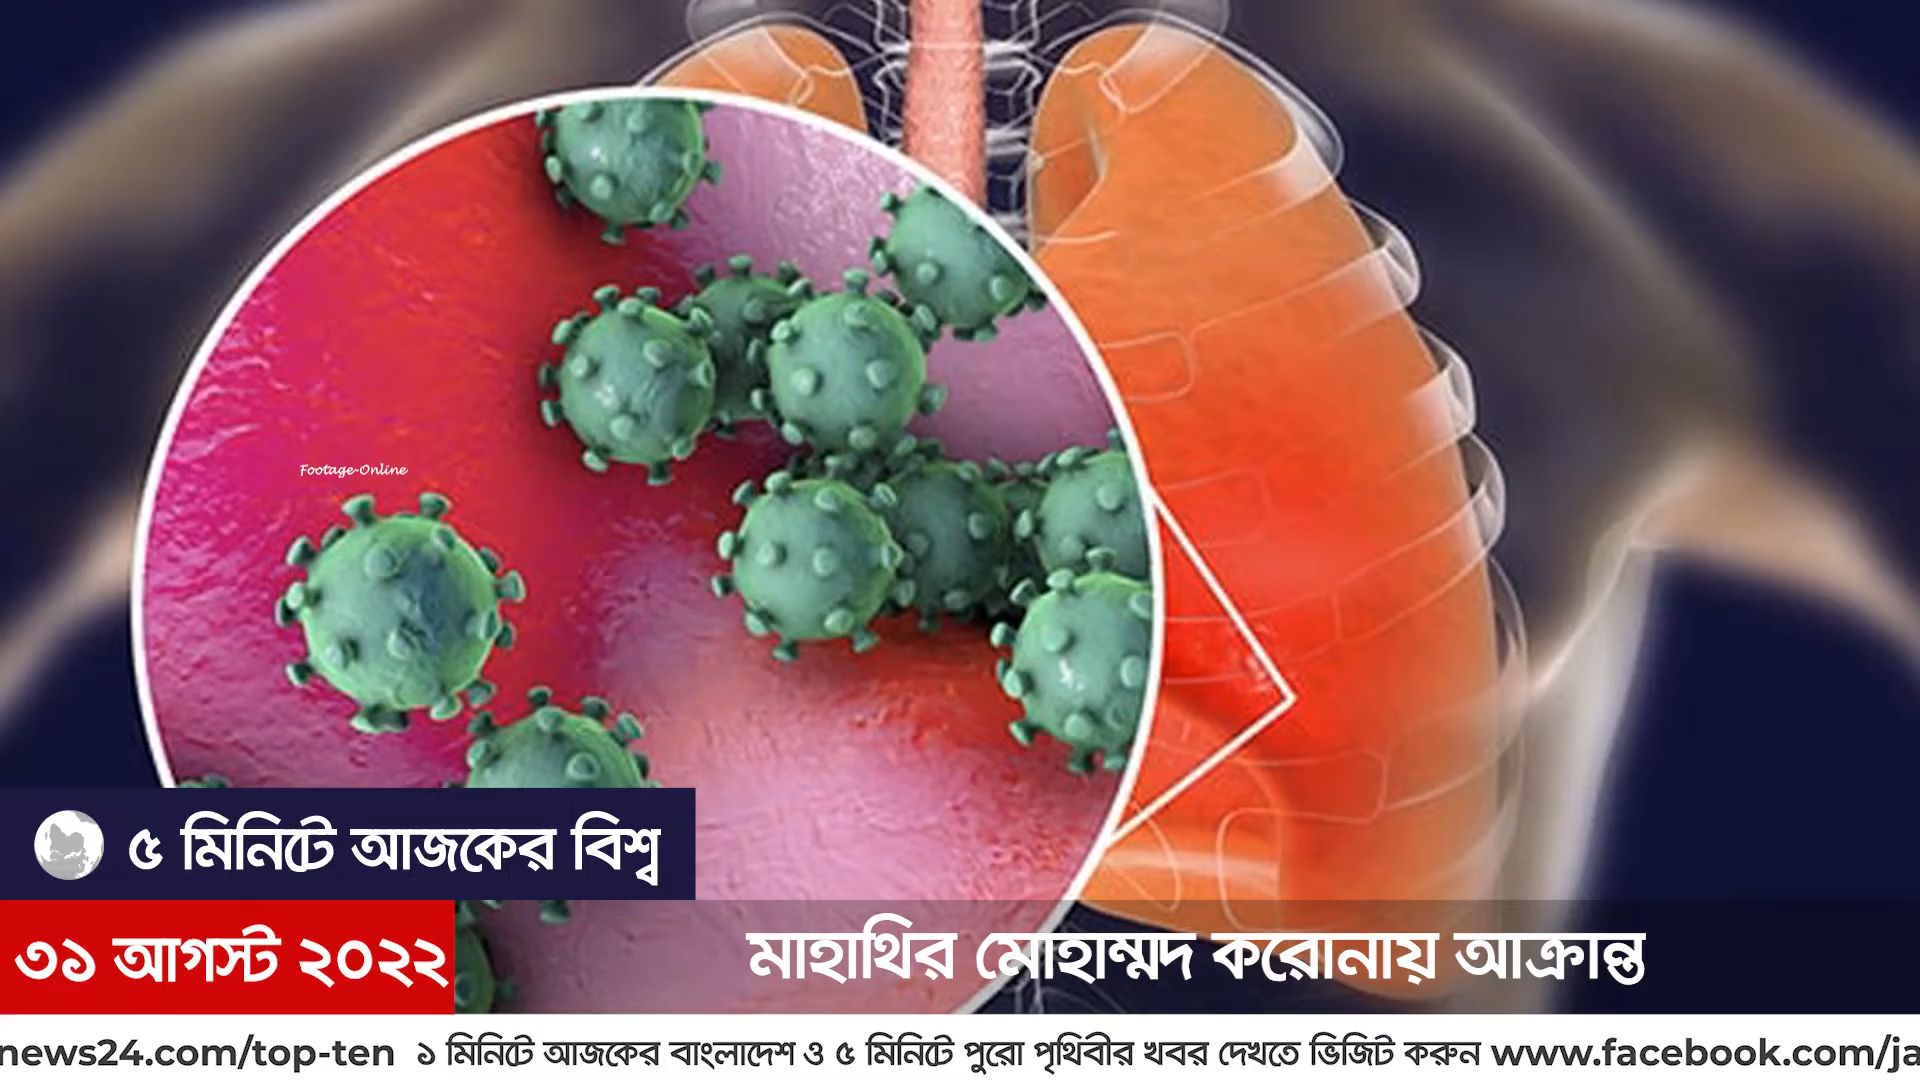 Footage-Online
৫ মিনিটে আজকের বিশ্ব
৩১ আগস্ট ২০২২
মাহাথির মোহাম্মদ করোনায় আক্রান্ত
news24.com/top-ten ১ মিনিটে আজকের বাংলাদেশ ও ৫ মিনিটে পুরো পৃথিবীর খবর দেখতে ভিজিট করুন www.facebook.com/ja